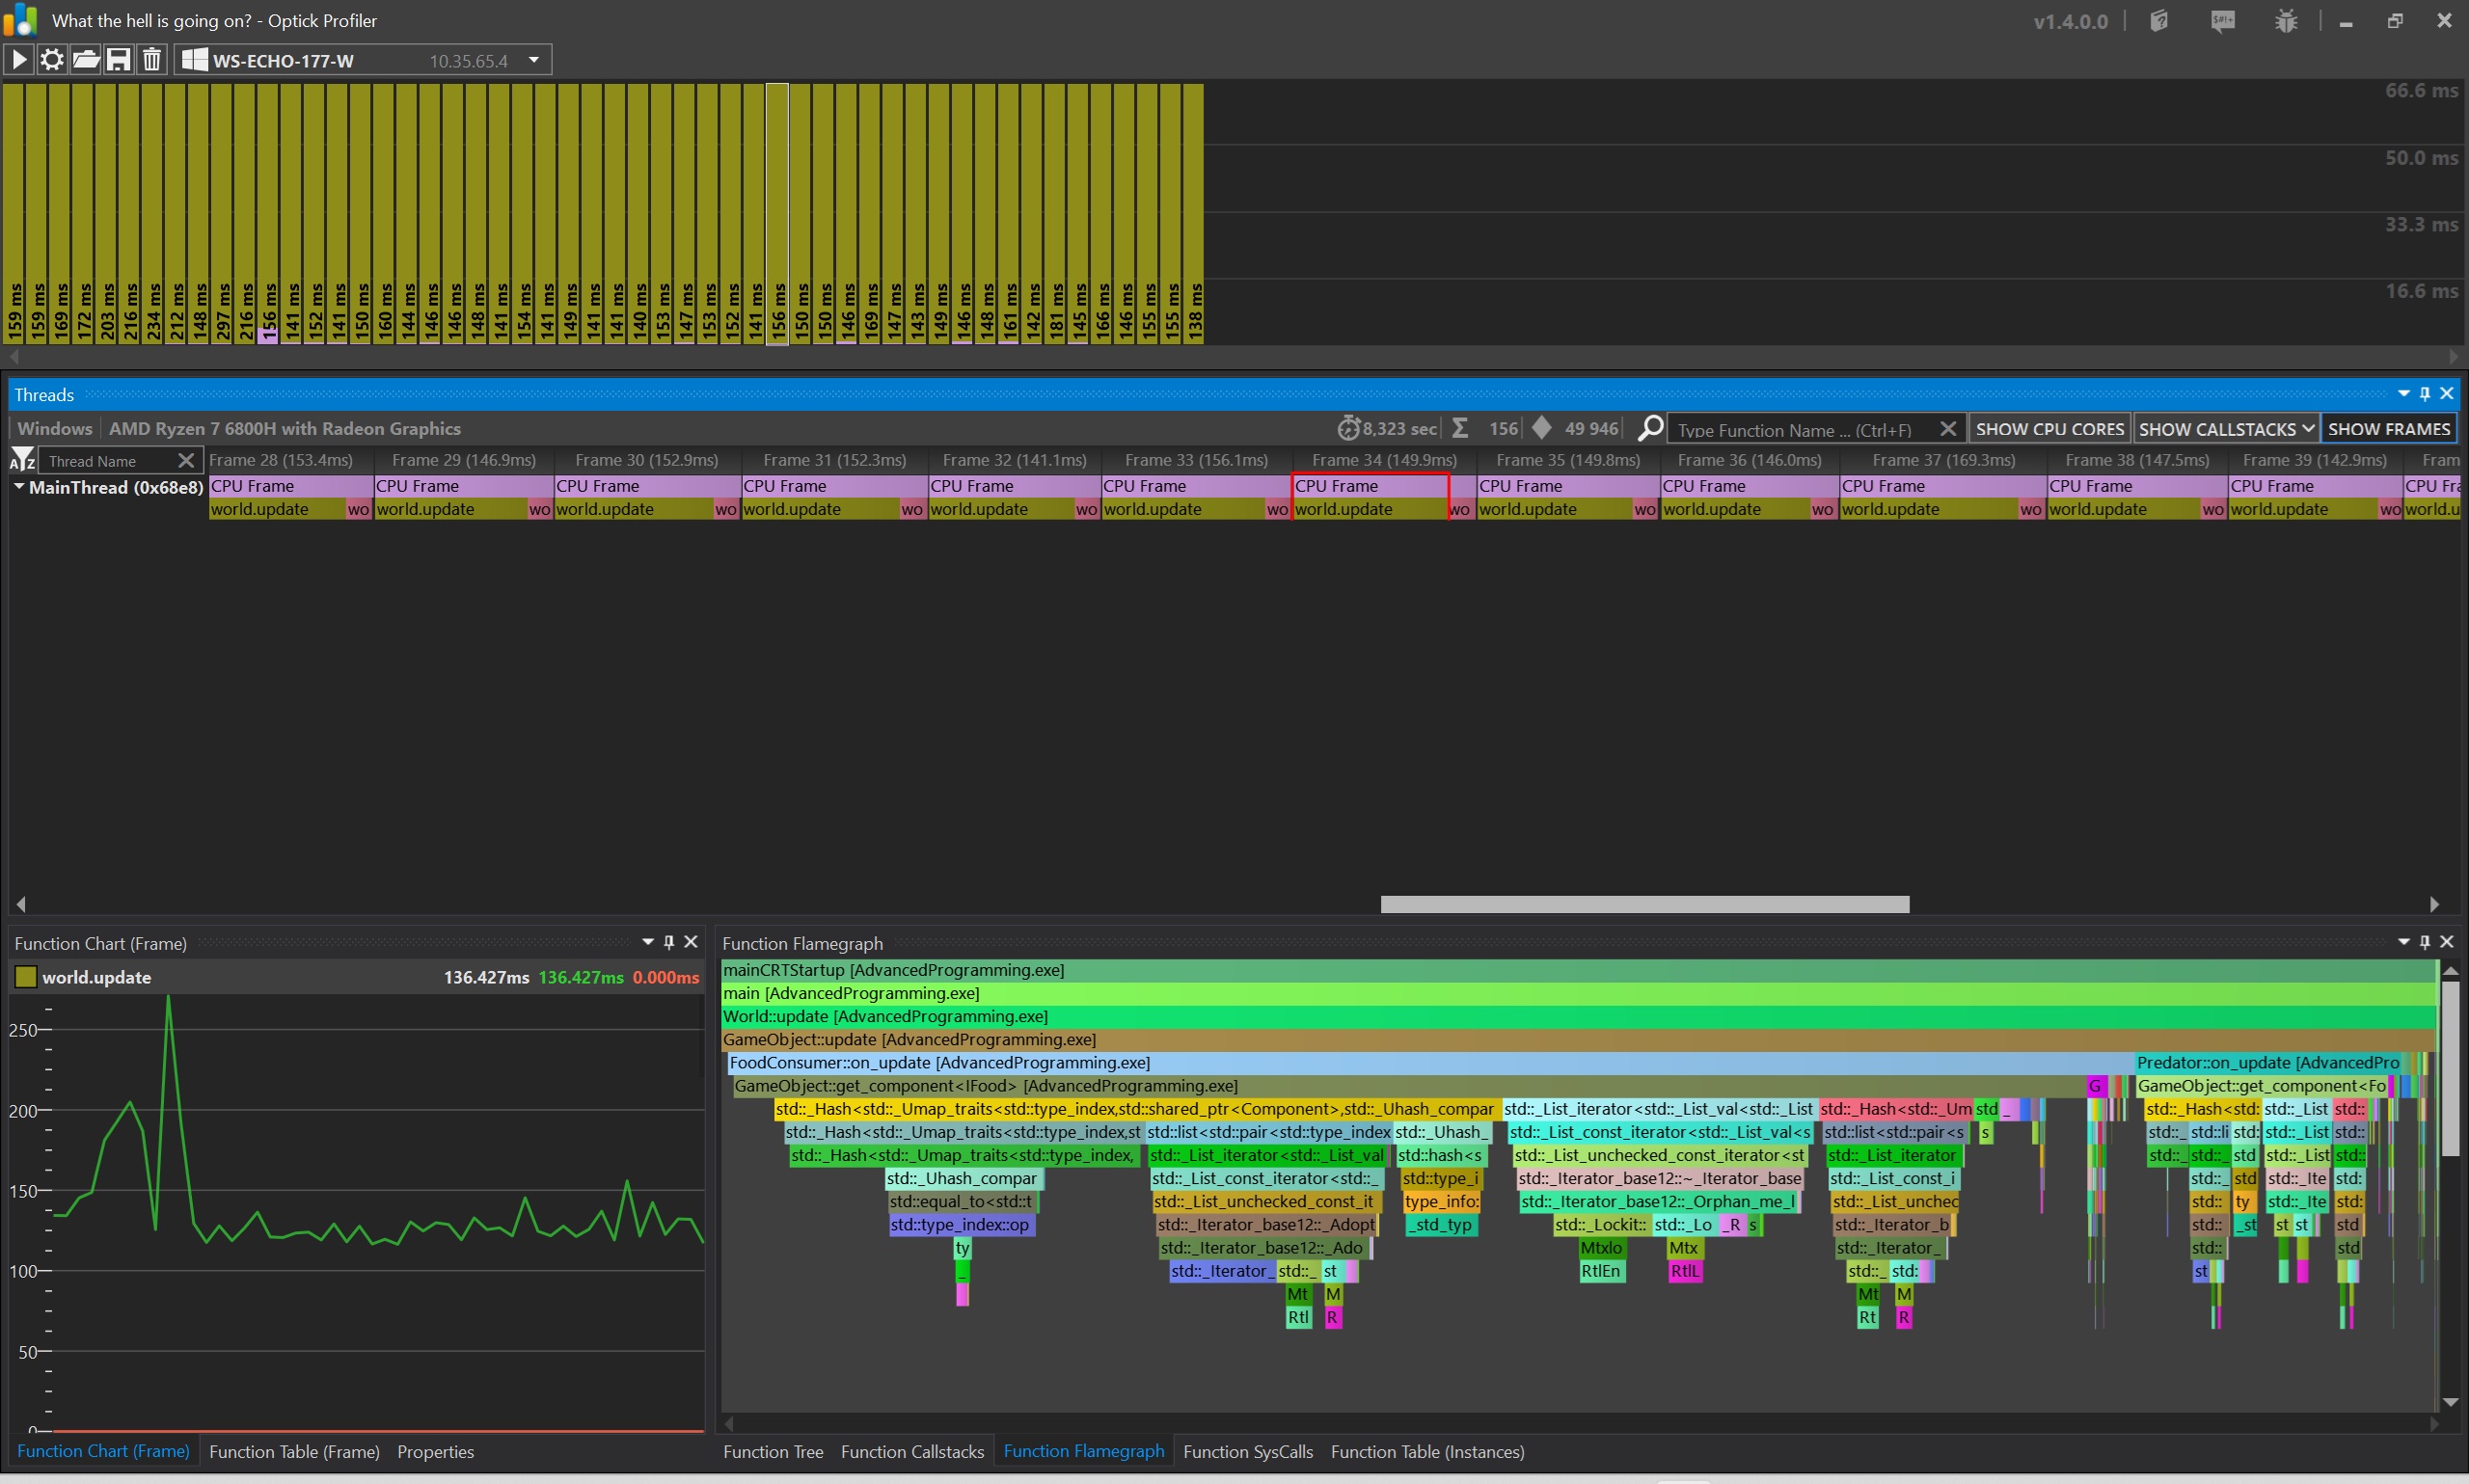 What the hell is going on? - Optick Profiler
v1.4.0.0
WS-ECHO-177-W 10.35.65.4
66.6 ms
50.0 ms
33.3 ms
16.6 ms
159 ms 159 ms 169 ms 172 ms 203 ms 216 ms 234 ms 212 ms 148 ms 297 ms 216 ms 156 ms 141 ms 152 ms 141 ms 150 ms 160 ms 144 ms 146 ms 146 ms 148 ms 141 ms 154 ms 141 ms 149 ms 141 ms 141 ms 140 ms 153 ms 147 ms 153 ms 152 ms 141 ms 156 ms 150 ms 150 ms 146 ms 169 ms 147 ms 143 ms 149 ms 146 ms 148 ms 161 ms 142 ms 181 ms 145 ms 166 ms 146 ms 155 ms 155 ms 138 ms
Threads
Windows AMD Ryzen 7 6800H with Radeon Graphics 8,323 sec Σ 156 49 946 Type Function Name ... (Ctrl+F) SHOW CPU CORES SHOW CALLSTACKS SHOW FRAMES
AZ Thread Name Frame 28 (153.4ms) Frame 29 (146.9ms) Frame 30 (152.9ms) Frame 31 (152.3ms) Frame 32 (141.1ms) Frame 33 (156.1ms) Frame 34 (149.9ms) Frame 35 (149.8ms) Frame 36 (146.0ms) Frame 37 (169.3ms) Frame 38 (147.5ms) Frame 39 (142.9ms) Fram
MainThread (0x68e8) CPU Frame CPU Frame CPU Frame CPU Frame CPU Frame CPU Frame CPU Frame CPU Frame CPU Frame CPU Frame CPU Frame CPU Frame CPU Fra
world.update wo world.update wo world.update wo world.update wo world.update wo world.update wo world.update wo world.update wo world.update wo world.update wo world.update wo world.update wo world.u
Function Chart (Frame)
world.update 136.427ms 136.427ms 0.000ms
250
200
150
100
50
0
Function Chart (Frame) Function Table (Frame) Properties
Function Flamegraph
mainCRTStartup [AdvancedProgramming.exe]
main [AdvancedProgramming.exe]
World::update [AdvancedProgramming.exe]
GameObject::update [AdvancedProgramming.exe]
FoodConsumer::on_update [AdvancedProgramming.exe] Predator::on_update [AdvancedPro
GameObject::get_component<IFood> [AdvancedProgramming.exe] G GameObject::get_component<Fo
std::_Hash<std::_Umap_traits<std::type_index,std::shared_ptr<Component>,std::_Uhash_compar std::_List_iterator<std::_List_val<std::_List std::_Hash<std::_Um std _ std::_Hash<std: std::_List std::
std::_Hash<std::_Umap_traits<std::type_index,st std::list<std::pair<std::type_index std::_Uhash_ std::_List_const_iterator<std::_List_val<s std::list<std::pair<s s std::_ std::li std: std::_List std::
std::_Hash<std::_Umap_traits<std::type_index, std::_List_iterator<std::_List_val std::hash<s std::_List_unchecked_const_iterator<st std::_List_iterator std::_ std::_ std std::_List std::
std::_Uhash_compar std::_List_const_iterator<std::_ std::type_i std::_Iterator_base12::~_Iterator_base std::_List_const_i std::_ std std::_Ite std:
std::equal_to<std::t std::_List_unchecked_const_it type_info: std::_Iterator_base12::_Orphan_me_l std::_List_unchec std:: ty std::_Ite std:
std::type_index::op std::_Iterator_base12::_Adopt _std_typ std::_Lockit:: std::_Lo _R s std::_Iterator_b std:: _st st st std
ty std::_Iterator_base12::_Ado Mtxlo Mtx std::_Iterator_ std:: std
_ std::_Iterator_ std::_ st RtlEn RtlL std::_ std: st
Mt M Mt M
Rtl R Rt R
Function Tree Function Callstacks Function Flamegraph Function SysCalls Function Table (Instances)